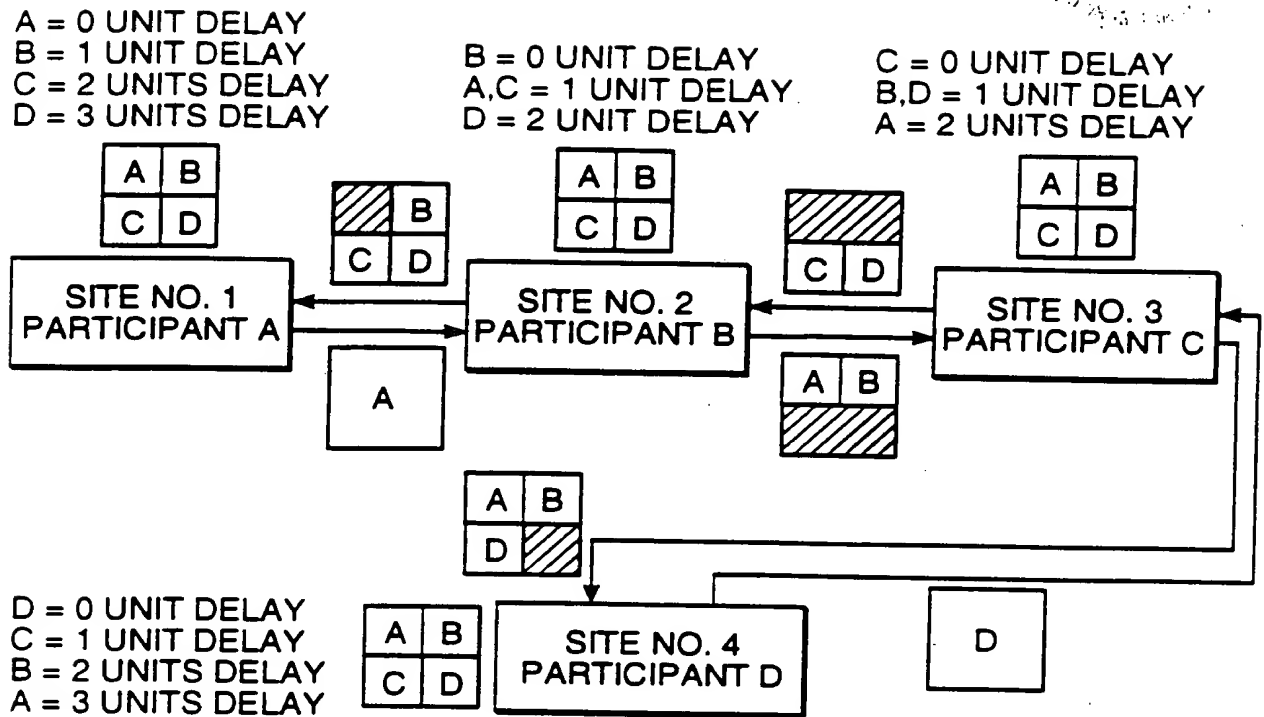 A = 0 UNIT DELAY
B = 1 UNIT DELAY
C = 2 UNITS DELAY
D = 3 UNITS DELAY
B = 0 UNIT DELAY
A,C = 1 UNIT DELAY
D = 2 UNIT DELAY
C = 0 UNIT DELAY
B,D = 1 UNIT DELAY
A = 2 UNITS DELAY
A B
C D
B
C D
A B
C D
C D
A B
C D
SITE NO. 1
PARTICIPANT A
SITE NO. 2
PARTICIPANT B
SITE NO. 3
PARTICIPANT C
A
A B
A B
D
D = 0 UNIT DELAY
C = 1 UNIT DELAY
B = 2 UNITS DELAY
A = 3 UNITS DELAY
A B
C D
SITE NO. 4
PARTICIPANT D
D